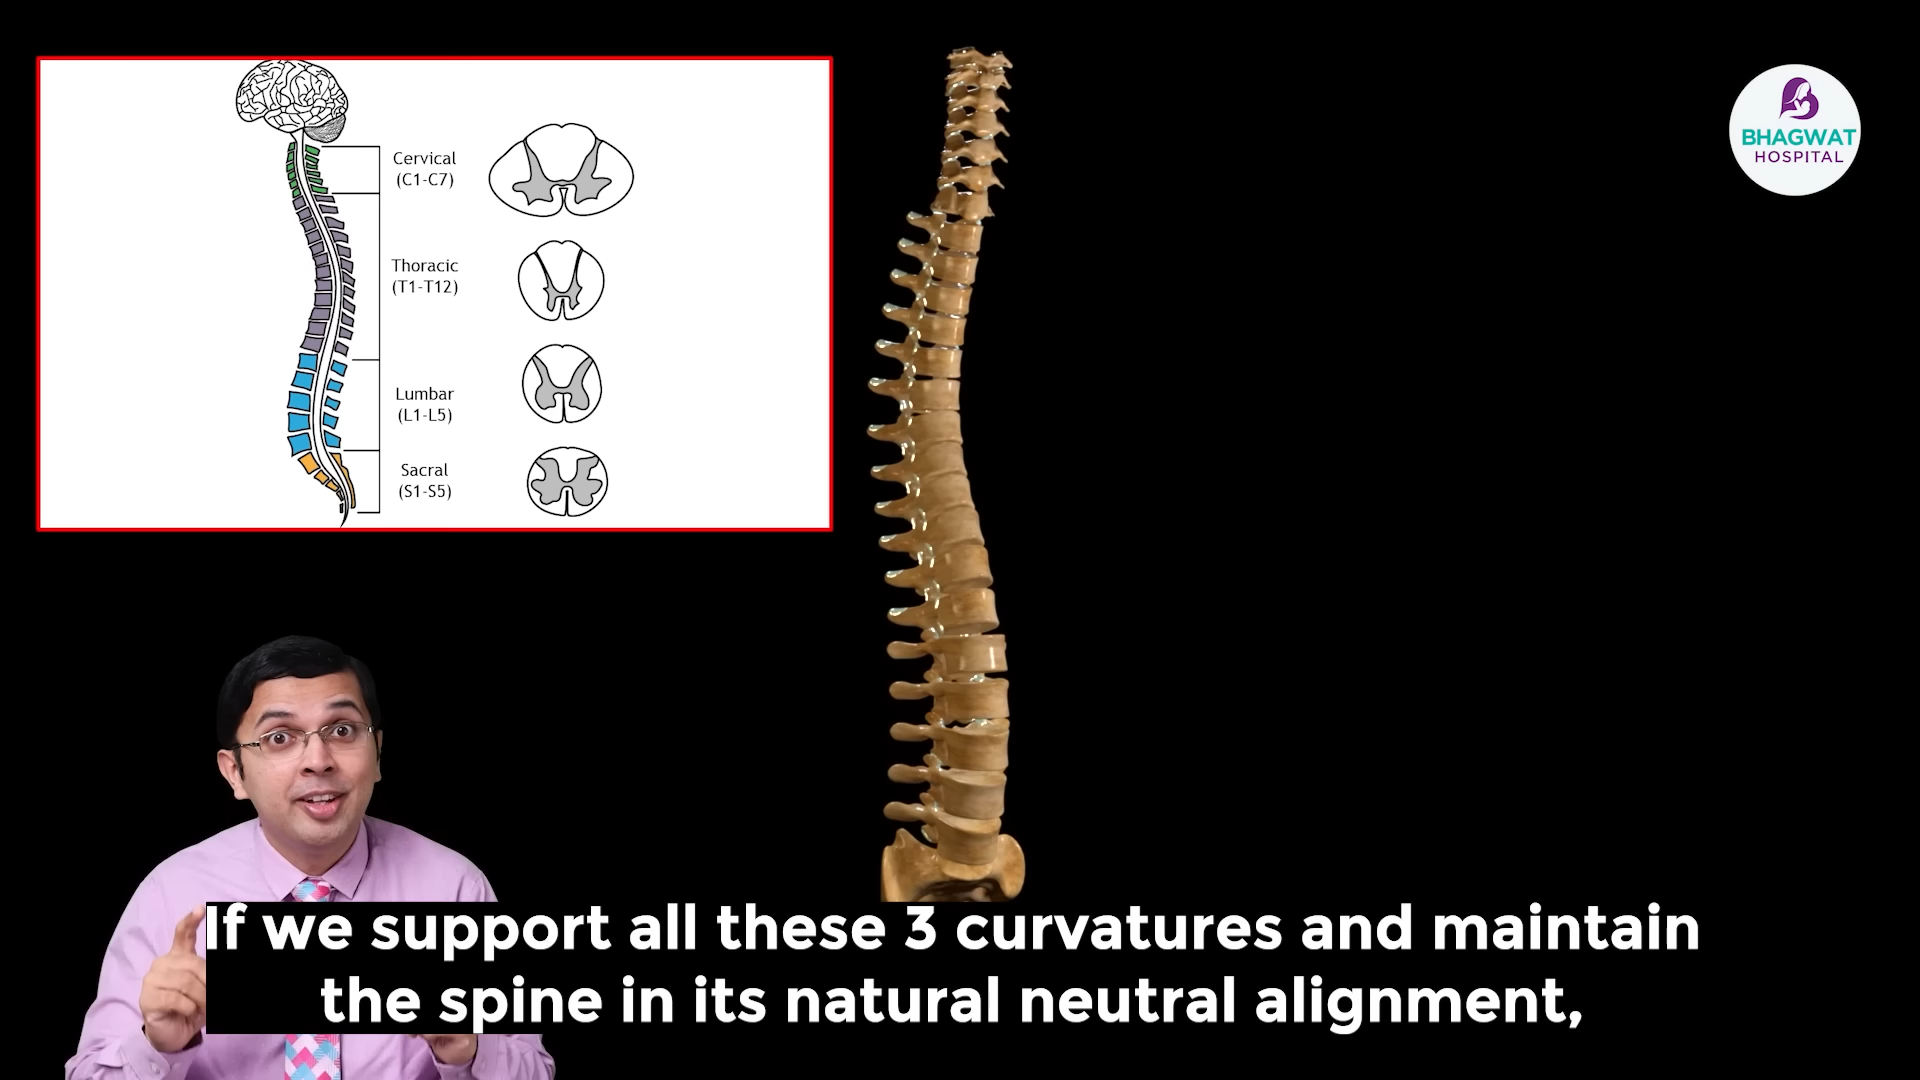 Cervical
(C1-C7)
Thoracic
(T1-T12)
Lumbar
(L1-L5)
Sacral
(S1-S5)
BHAGWAT
HOSPITAL
If we support all these 3 curvatures and maintain
the spine in its natural neutral alignment,